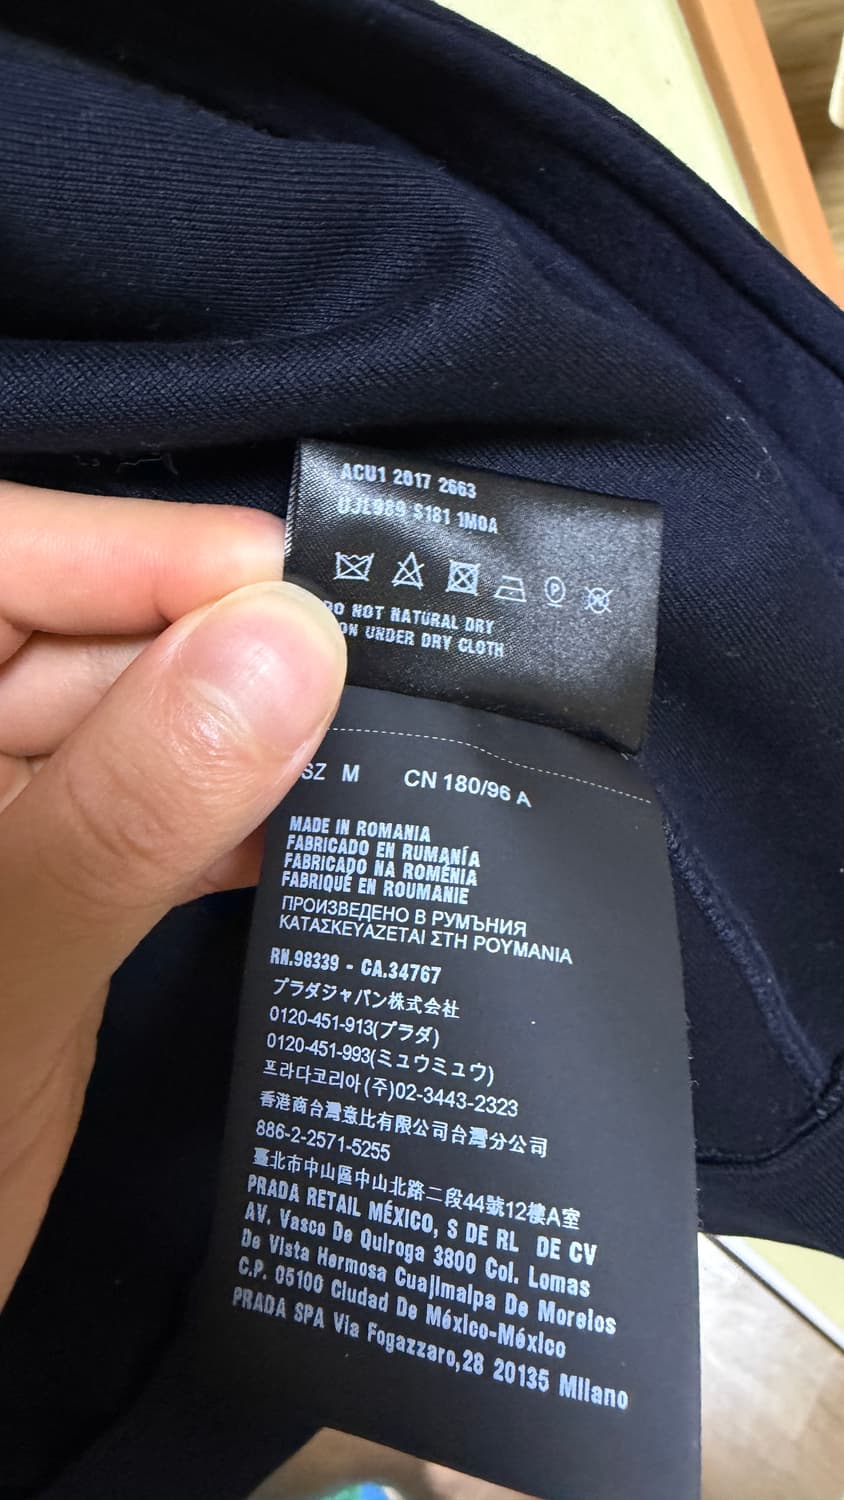 ACU1 2017 2663
UJL989 S181 1MOA
P
DO NOT NATURAL DRY
UNDER DRY CLOTH
SZ M CN 180/96 A
MADE IN ROMANIA
FABRICADO EN RUMANÍA
FABRICADO NA ROMÉNIA
FABRIQUÉ EN ROUMANIE
ПРОИЗВЕДЕНО В РУМЪНИЯ
ΚΑΤΑΣΚΕΥΑΖΕΤΑΙ ΣΤΗ ΡΟΥΜΑΝΙΑ
RN.98339 - CA.34767
プラダジャパン株式会社
0120-451-913(プラダ)
0120-451-993(ミュウミュウ)
프라다코리아(주)02-3443-2323
香港商台灣意比有限公司台灣分公司
886-2-2571-5255
臺北市中山區中山北路二段44號12樓A室
PRADA RETAIL MÉXICO, S DE RL DE CV
AV. Vasco De Quiroga 3800 Col. Lomas
De Vista Hermosa Cuajimalpa De Morelos
C.P. 05100 Ciudad De México-México
PRADA SPA Via Fogazzaro,28 20135 Milano